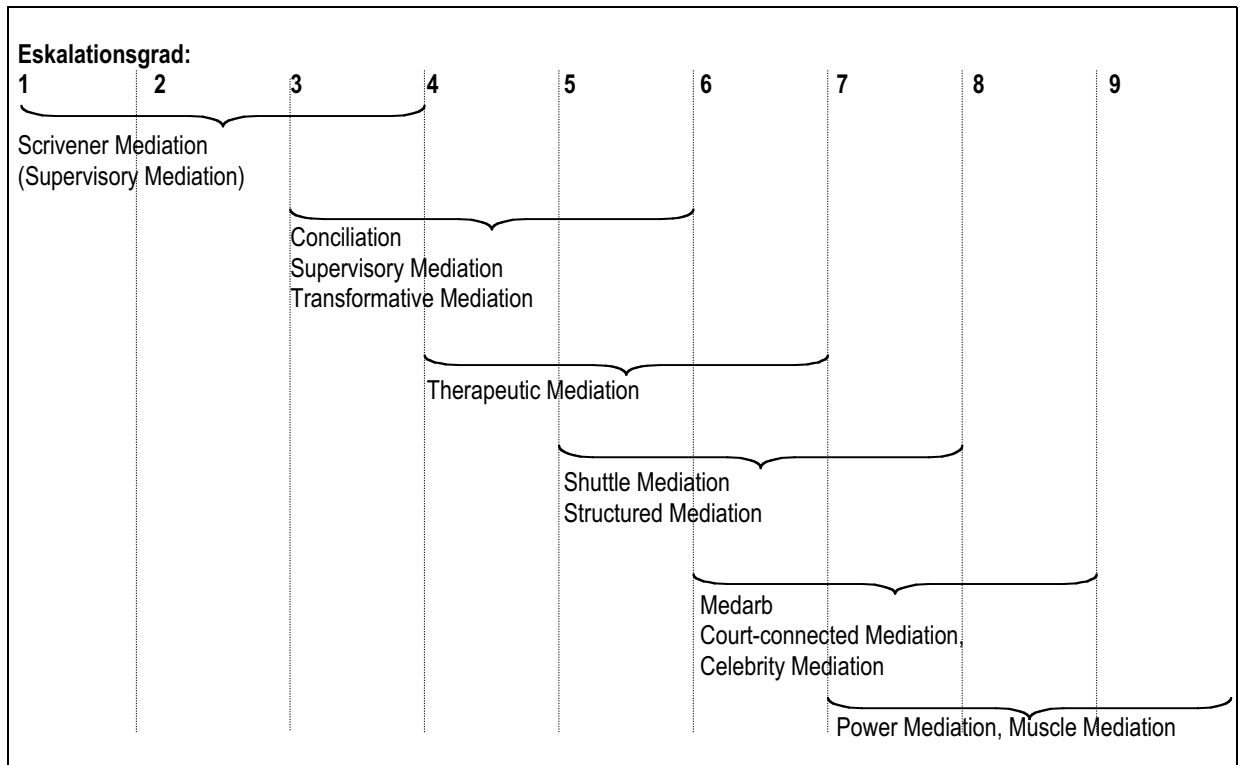 Eskalationsgrad:
1 2 3 4 5 6 7 8 9
Scrivener Mediation
(Supervisory Mediation)
Conciliation
Supervisory Mediation
Transformative Mediation
Therapeutic Mediation
Shuttle Mediation
Structured Mediation
Medarb
Court-connected Mediation,
Celebrity Mediation
Power Mediation, Muscle Mediation